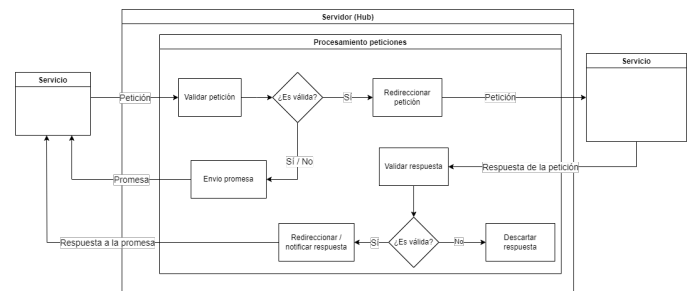 Servidor (Hub)
Procesamiento peticiones
Servicio
Servicio
Petición
Validar petición
¿Es válida?
Sí
Redireccionar
petición
Petición
Sí / No
Validar respuesta
Respuesta de la petición
Promesa
Envio promesa
Respuesta a la promesa
Redireccionar /
notificar respuesta
Sí
¿Es válida?
No
Descartar
respuesta